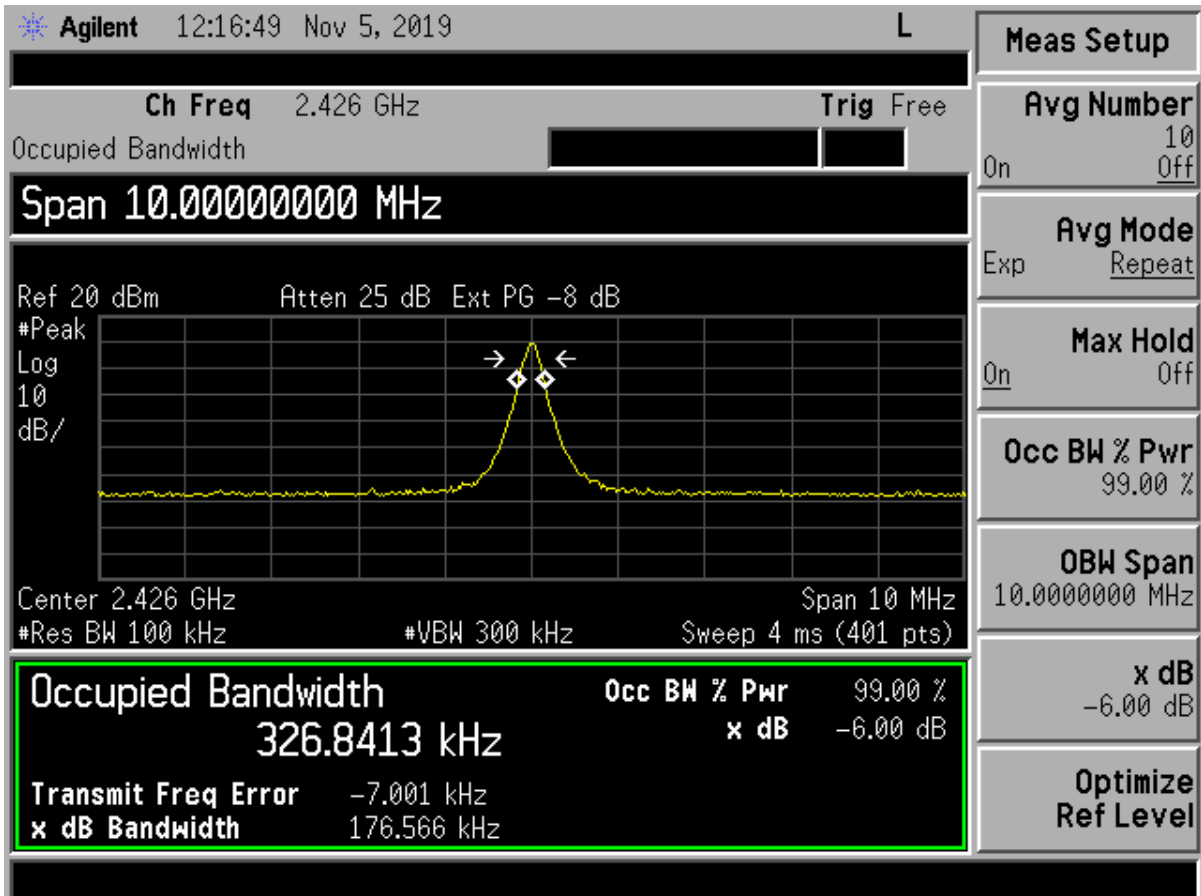 Agilent 12:16:49 Nov 5, 2019 L
Ch Freq 2.426 GHz Trig Free
Occupied Bandwidth
Span 10.00000000 MHz
Ref 20 dBm Atten 25 dB Ext PG -8 dB
#Peak
Log
10
dB/
Center 2.426 GHz Span 10 MHz
#Res BW 100 kHz #VBW 300 kHz Sweep 4 ms (401 pts)
Occupied Bandwidth Occ BW % Pwr 99.00 %
326.8413 kHz x dB -6.00 dB
Transmit Freq Error -7.001 kHz
x dB Bandwidth 176.566 kHz
Meas Setup
Avg Number
10
On Off
Avg Mode
Exp Repeat
Max Hold
On Off
Occ BW % Pwr
99.00 %
OBW Span
10.0000000 MHz
x dB
-6.00 dB
Optimize
Ref Level